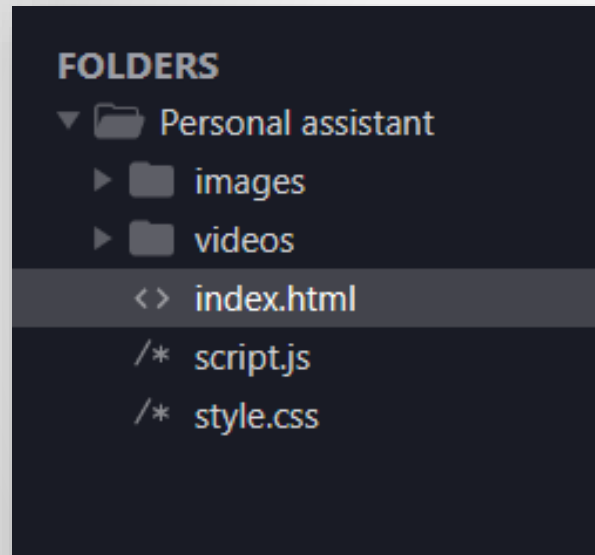 FOLDERS
Personal assistant
images
videos
<> index.html
/* script.js
/* style.css